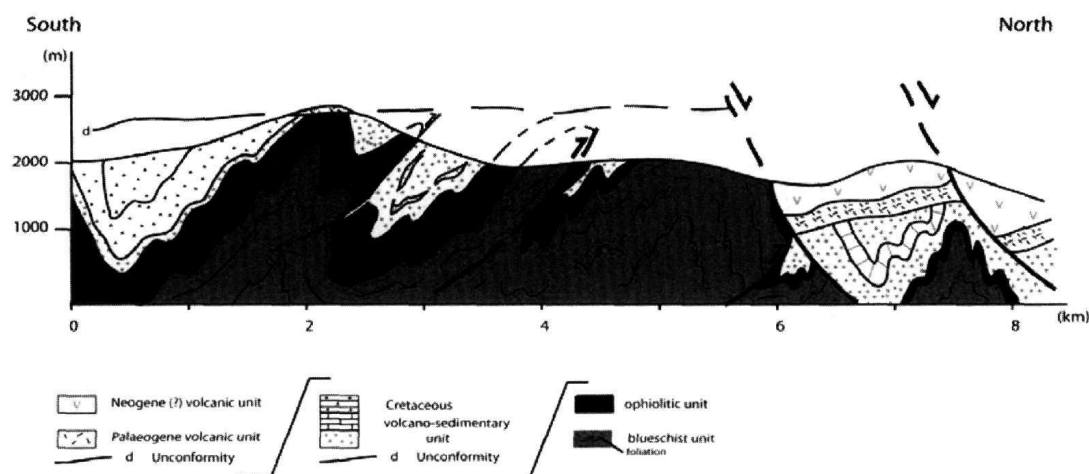 South North
(m)
3000
d
2000
1000
0 2 4 6 8 (km)
Neogene (?) volcanic unit
Palaeogene volcanic unit
d Unconformity
Cretaceous
volcano-sedimentary
unit
d Unconformity
ophiolitic unit
blueschist unit
foliation